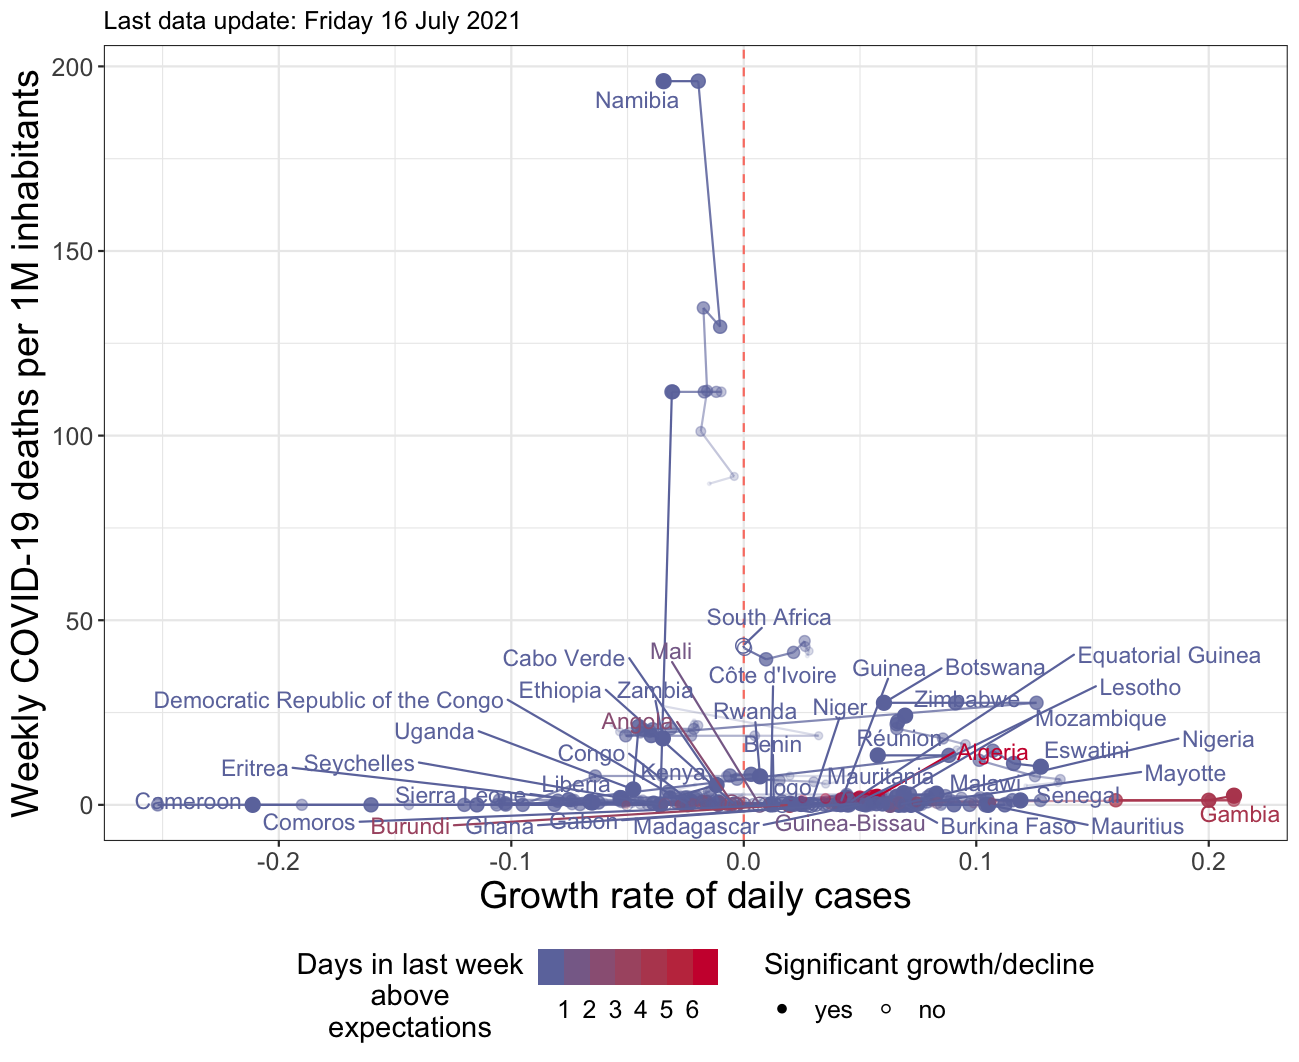 Last data update: Friday 16 July 2021
Weekly COVID-19 deaths per 1M inhabitants
200
150
100
50
0
Namibia
South Africa
Mali
Cabo Verde
Equatorial Guinea
Guinea
Botswana
Côte d'Ivoire
Ethiopia
Zambia
Lesotho
Democratic Republic of the Congo
Zimbabwe
Niger
Rwanda
Angola
Mozambique
Uganda
Réunion
Nigeria
Benin
Congo
Algeria
Eswatini
Seychelles
Eritrea
Kenya
Mauritania
Mayotte
Liberia
Togo
Malawi
Sierra Leone
Senegal
Cameroon
Gambia
Comoros
Burundi
Ghana
Gabon
Madagascar
Guinea-Bissau
Burkina Faso
Mauritius
-0.2
-0.1
0.0
0.1
0.2
Growth rate of daily cases
Days in last week
above
expectations
1 2 3 4 5 6
Significant growth/decline
yes
no